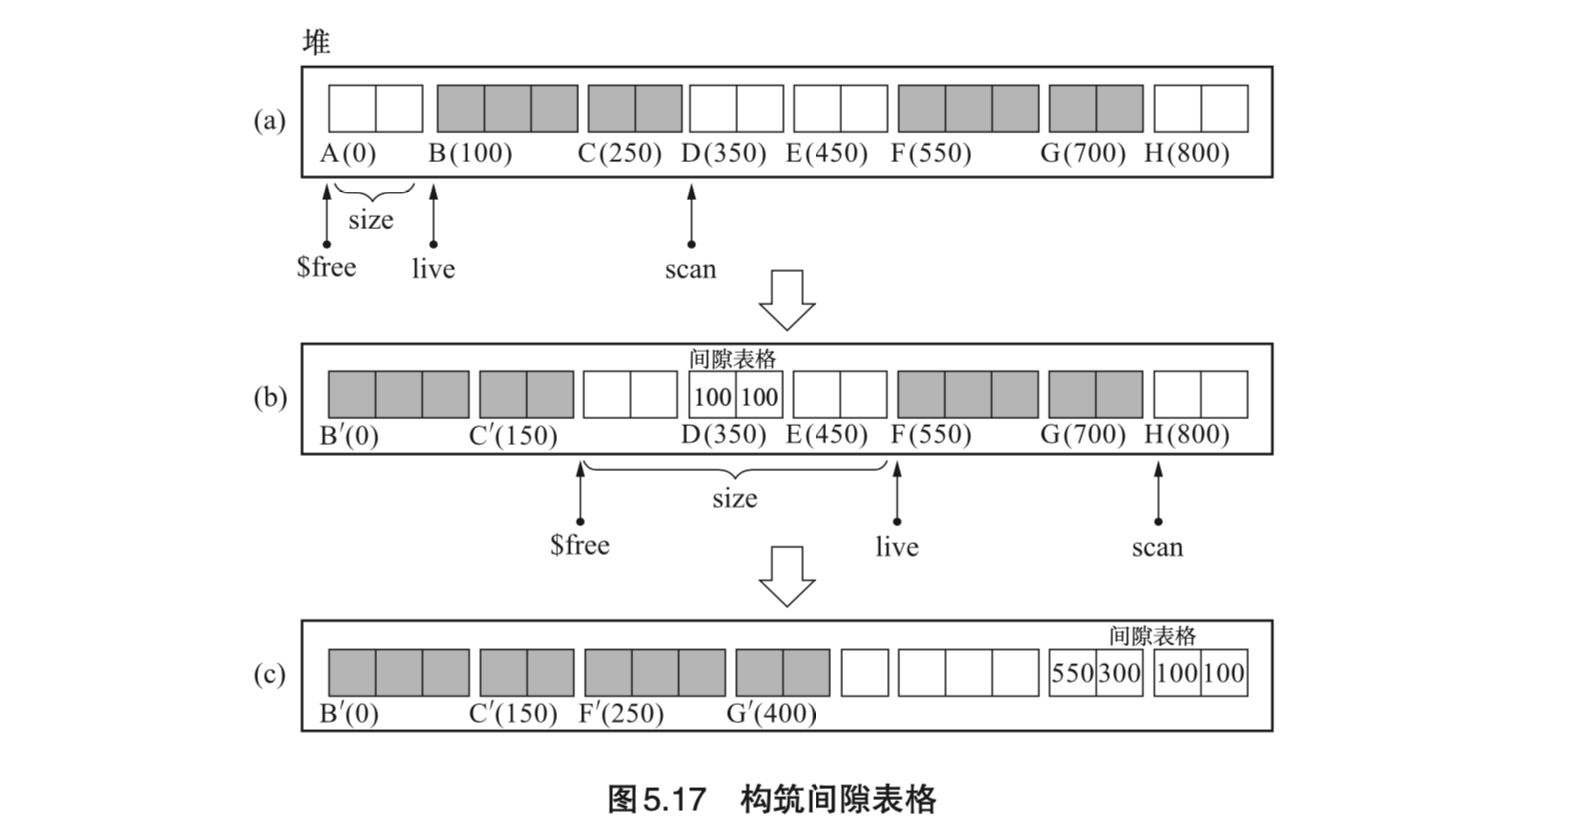 堆
(a)
A(0) B(100) C(250) D(350) E(450) F(550) G(700) H(800)
size
$free live scan
间隙表格
(b)
100 100
B′(0) C′(150) D(350) E(450) F(550) G(700) H(800)
size
$free live scan
间隙表格
(c)
550 300 100 100
B′(0) C′(150) F′(250) G′(400)
图5.17 构筑间隙表格